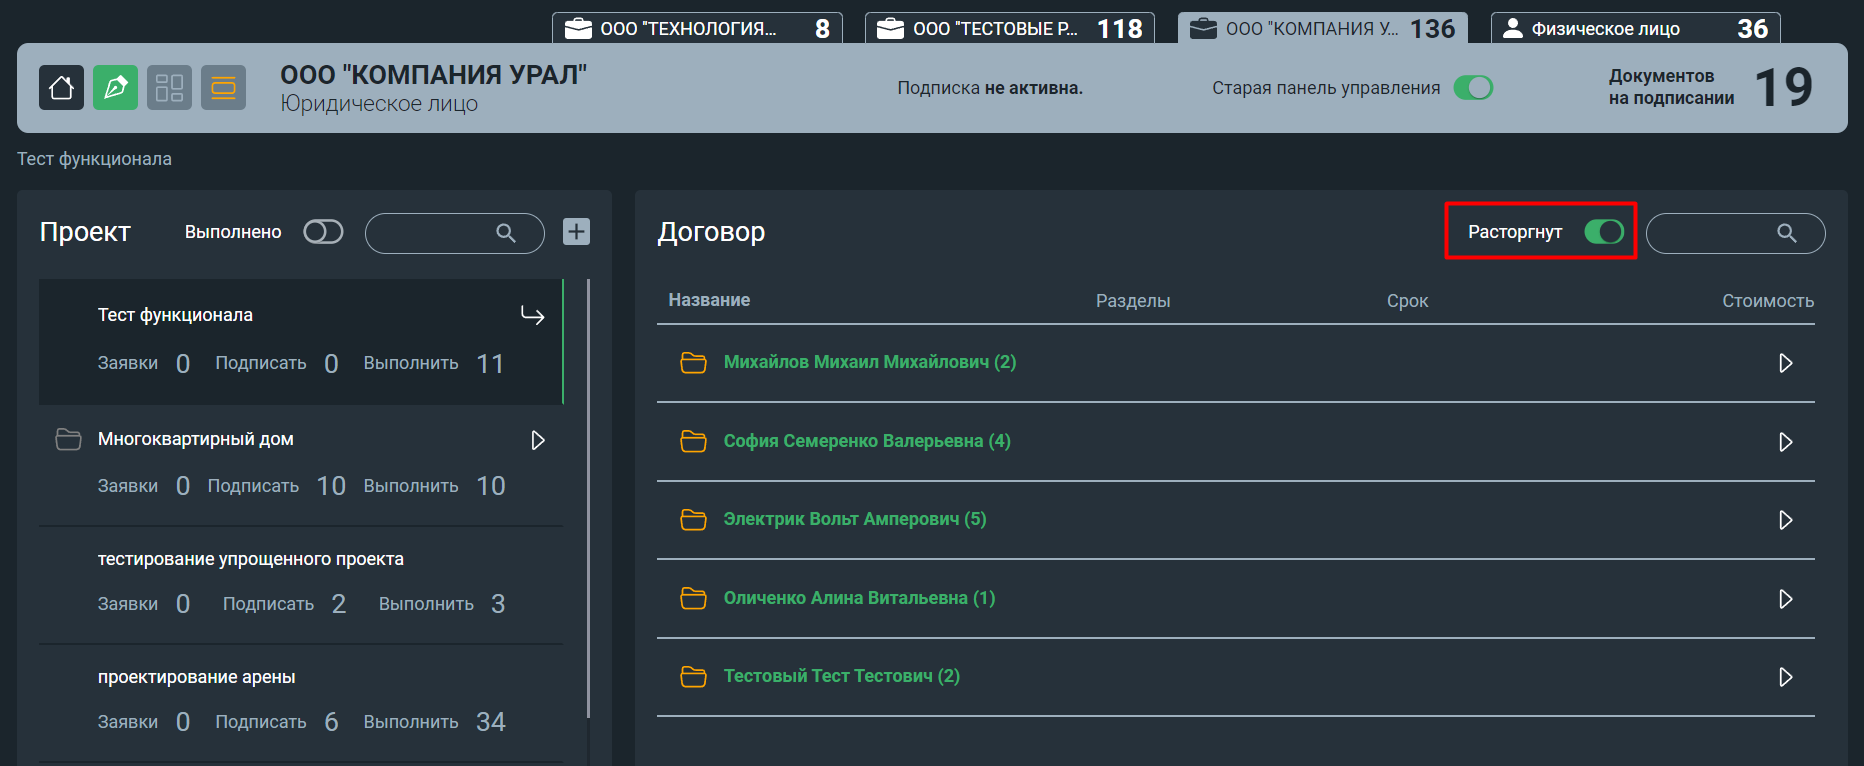 ООО "ТЕХНОЛОГИЯ... 8
ООО "ТЕСТОВЫЕ Р... 118
ООО "КОМПАНИЯ У... 136
Физическое лицо 36
ООО "КОМПАНИЯ УРАЛ"
Юридическое лицо
Подписка не активна.
Старая панель управления
Документов
на подписании
19
Тест функционала
Проект
Выполнено
Тест функционала
Заявки 0 Подписать 0 Выполнить 11
Многоквартирный дом
Заявки 0 Подписать 10 Выполнить 10
тестирование упрощенного проекта
Заявки 0 Подписать 2 Выполнить 3
проектирование арены
Заявки 0 Подписать 6 Выполнить 34
Договор
Расторгнут
Название Разделы Срок Стоимость
Михайлов Михаил Михайлович (2)
София Семеренко Валерьевна (4)
Электрик Вольт Амперович (5)
Оличенко Алина Витальевна (1)
Тестовый Тест Тестович (2)